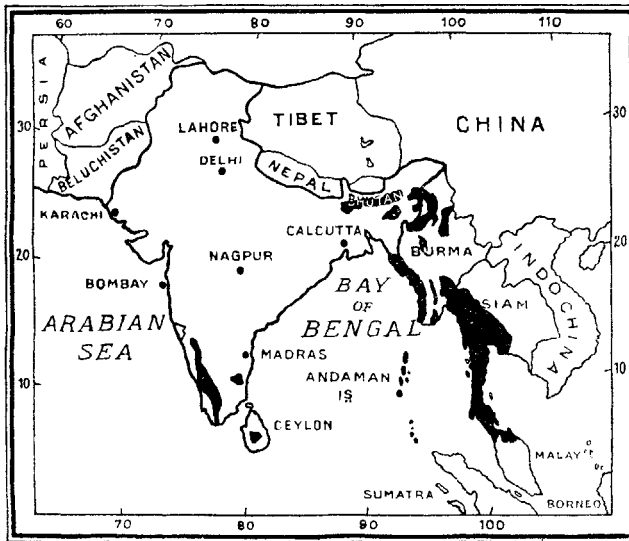 60 70 80 90 100 110
PERSIA
AFGHANISTAN
BELUCHISTAN
TIBET
CHINA
30
30
LAHORE
DELHI
NEPAL
BHUTAN
KARACHI
CALCUTTA
20
20
BURMA
INDOCHINA
NAGPUR
BOMBAY
BAY
OF
BENGAL
SIAM
ARABIAN
SEA
MADRAS
ANDAMAN
IS
10
10
CEYLON
MALAY
SUMATRA
BORNEO
70 80 90 100